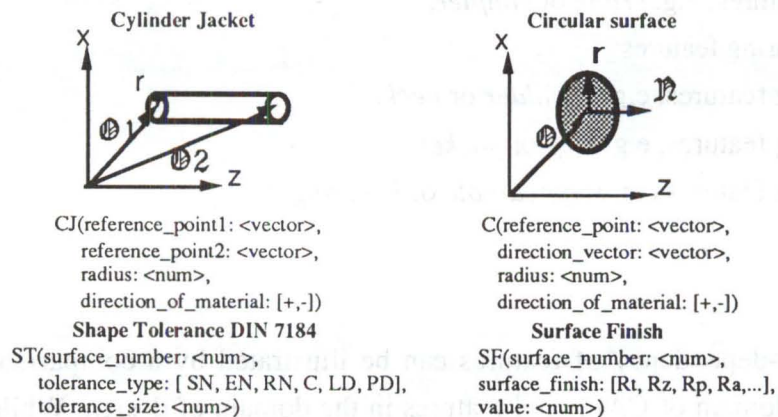 Cylinder Jacket
X
r
O1
O2
Z
CJ(reference_point1: <vector>,
reference_point2: <vector>,
radius: <num>,
direction_of_material: [+,-])
Shape Tolerance DIN 7184
ST(surface_number: <num>,
tolerance_type: [ SN, EN, RN, C, LD, PD],
tolerance_size: <num>)
Circular surface
X
r
n
O
Z
C(reference_point: <vector>,
direction_vector: <vector>,
radius: <num>,
direction_of_material: [+,-])
Surface Finish
SF(surface_number: <num>,
surface_finish: [Rt, Rz, Rp, Ra,...],
value: <num>)